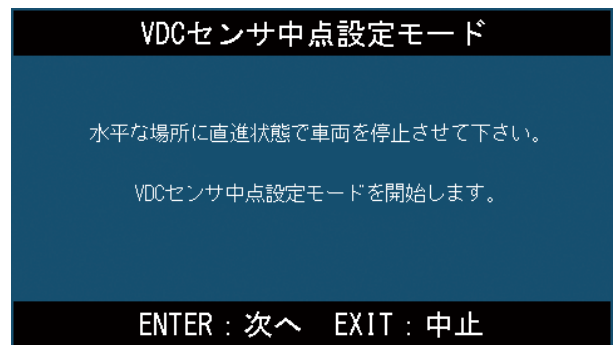 VDCセンサ中点設定モード
水平な場所に直進状態で車両を停止させて下さい。
VDCセンサ中点設定モードを開始します。
ENTER：次へ　EXIT：中止